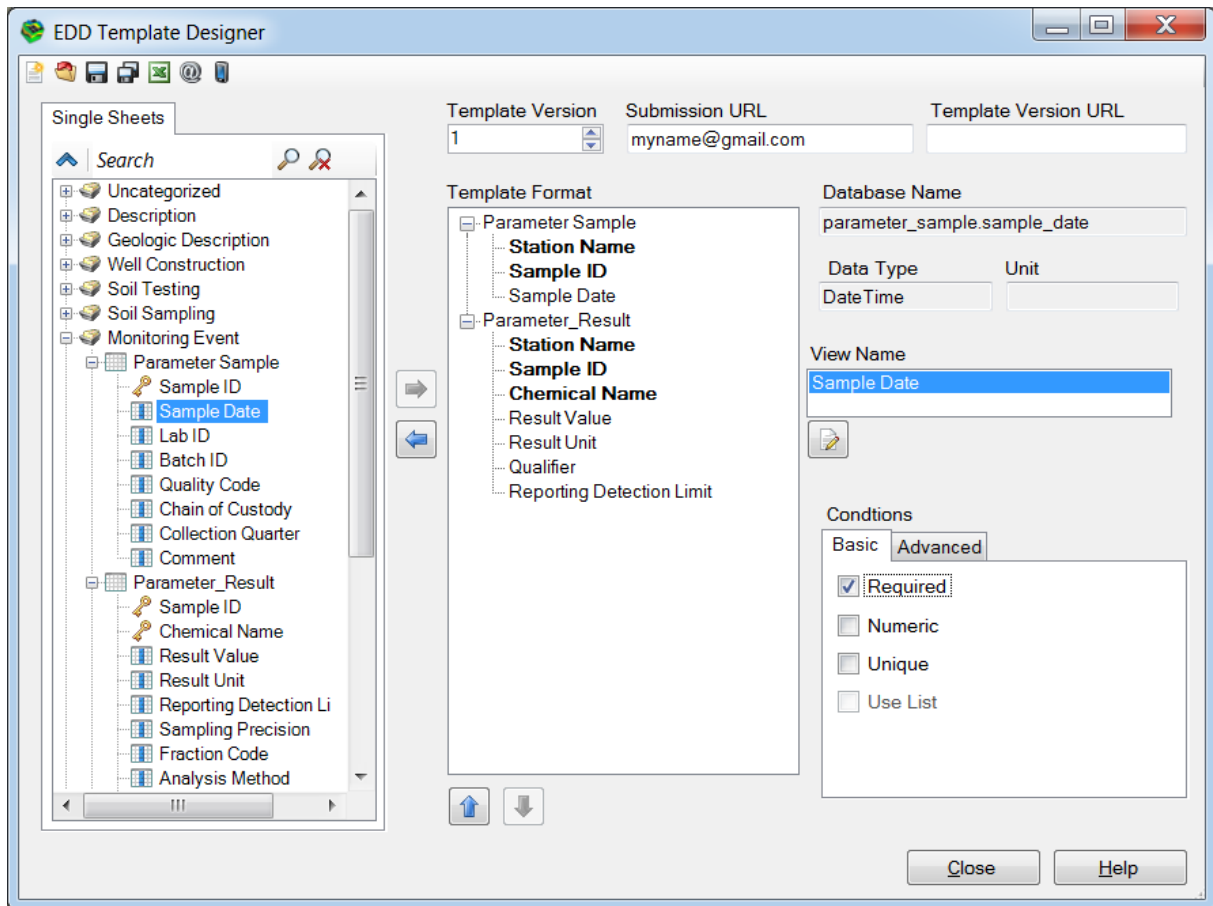 EDD Template Designer
Single Sheets
Search
Uncategorized
Description
Geologic Description
Well Construction
Soil Testing
Soil Sampling
Monitoring Event
Parameter Sample
Sample ID
Sample Date
Lab ID
Batch ID
Quality Code
Chain of Custody
Collection Quarter
Comment
Parameter_Result
Sample ID
Chemical Name
Result Value
Result Unit
Reporting Detection Li
Sampling Precision
Fraction Code
Analysis Method
Template Version
1
Submission URL
myname@gmail.com
Template Version URL
Template Format
Parameter Sample
Station Name
Sample ID
Sample Date
Parameter_Result
Station Name
Sample ID
Chemical Name
Result Value
Result Unit
Qualifier
Reporting Detection Limit
Database Name
parameter_sample.sample_date
Data Type
Unit
DateTime
View Name
Sample Date
Condtions
Basic
Advanced
Required
Numeric
Unique
Use List
Close
Help